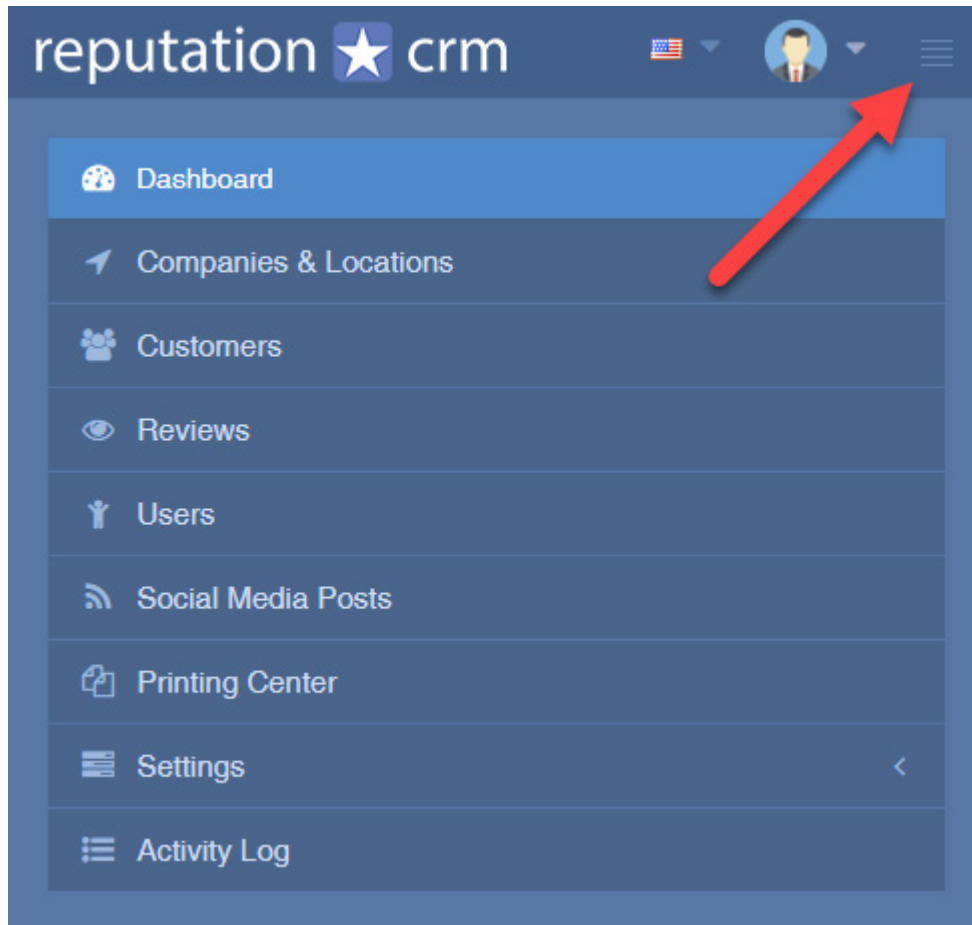 reputation crm
Dashboard
Companies & Locations
Customers
Reviews
Users
Social Media Posts
Printing Center
Settings
Activity Log